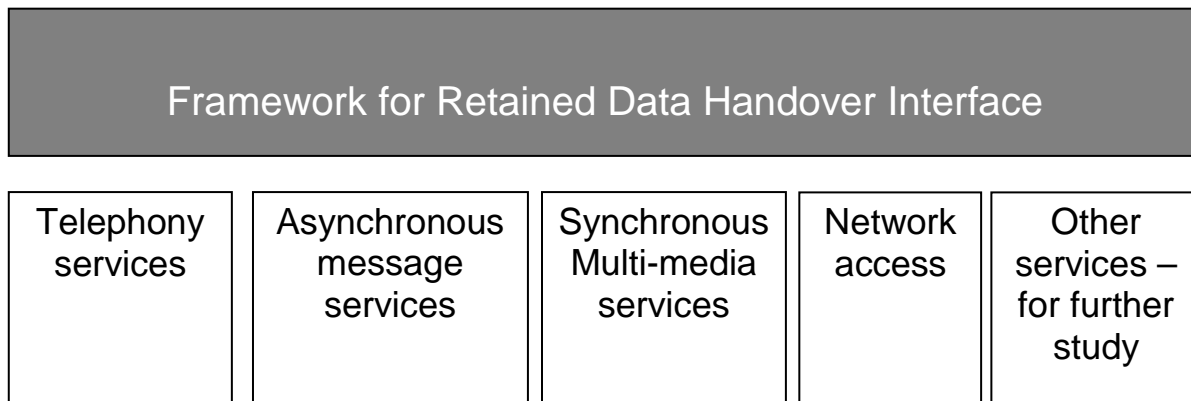 Framework for Retained Data Handover Interface
Telephony
services
Asynchronous
message
services
Synchronous
Multi-media
services
Network
access
Other
services –
for further
study